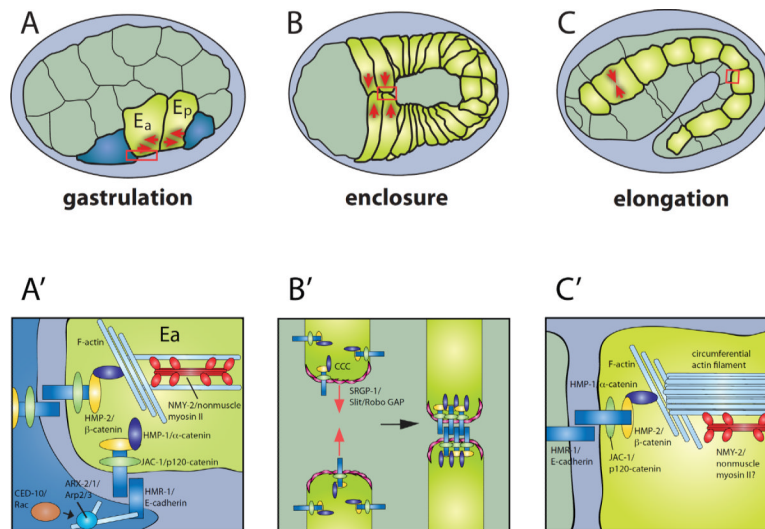 A
B
C
Ea
Ep
gastrulation
enclosure
elongation
A′
B′
C′
Ea
F-actin
NMY-2/nonmuscle
myosin II
HMP-2/
β-catenin
HMP-1/α-catenin
JAC-1/p120-catenin
ARX-2/1/
Arp2/3
CED-10/
Rac
HMR-1/
E-cadherin
CCC
SRGP-1/
Slit/Robo GAP
F-actin
circumferential
actin filament
HMP-1/α-catenin
HMP-2/
β-catenin
HMR-1/
E-cadherin
JAC-1/
p120-catenin
NMY-2/
nonmuscle
myosin II?